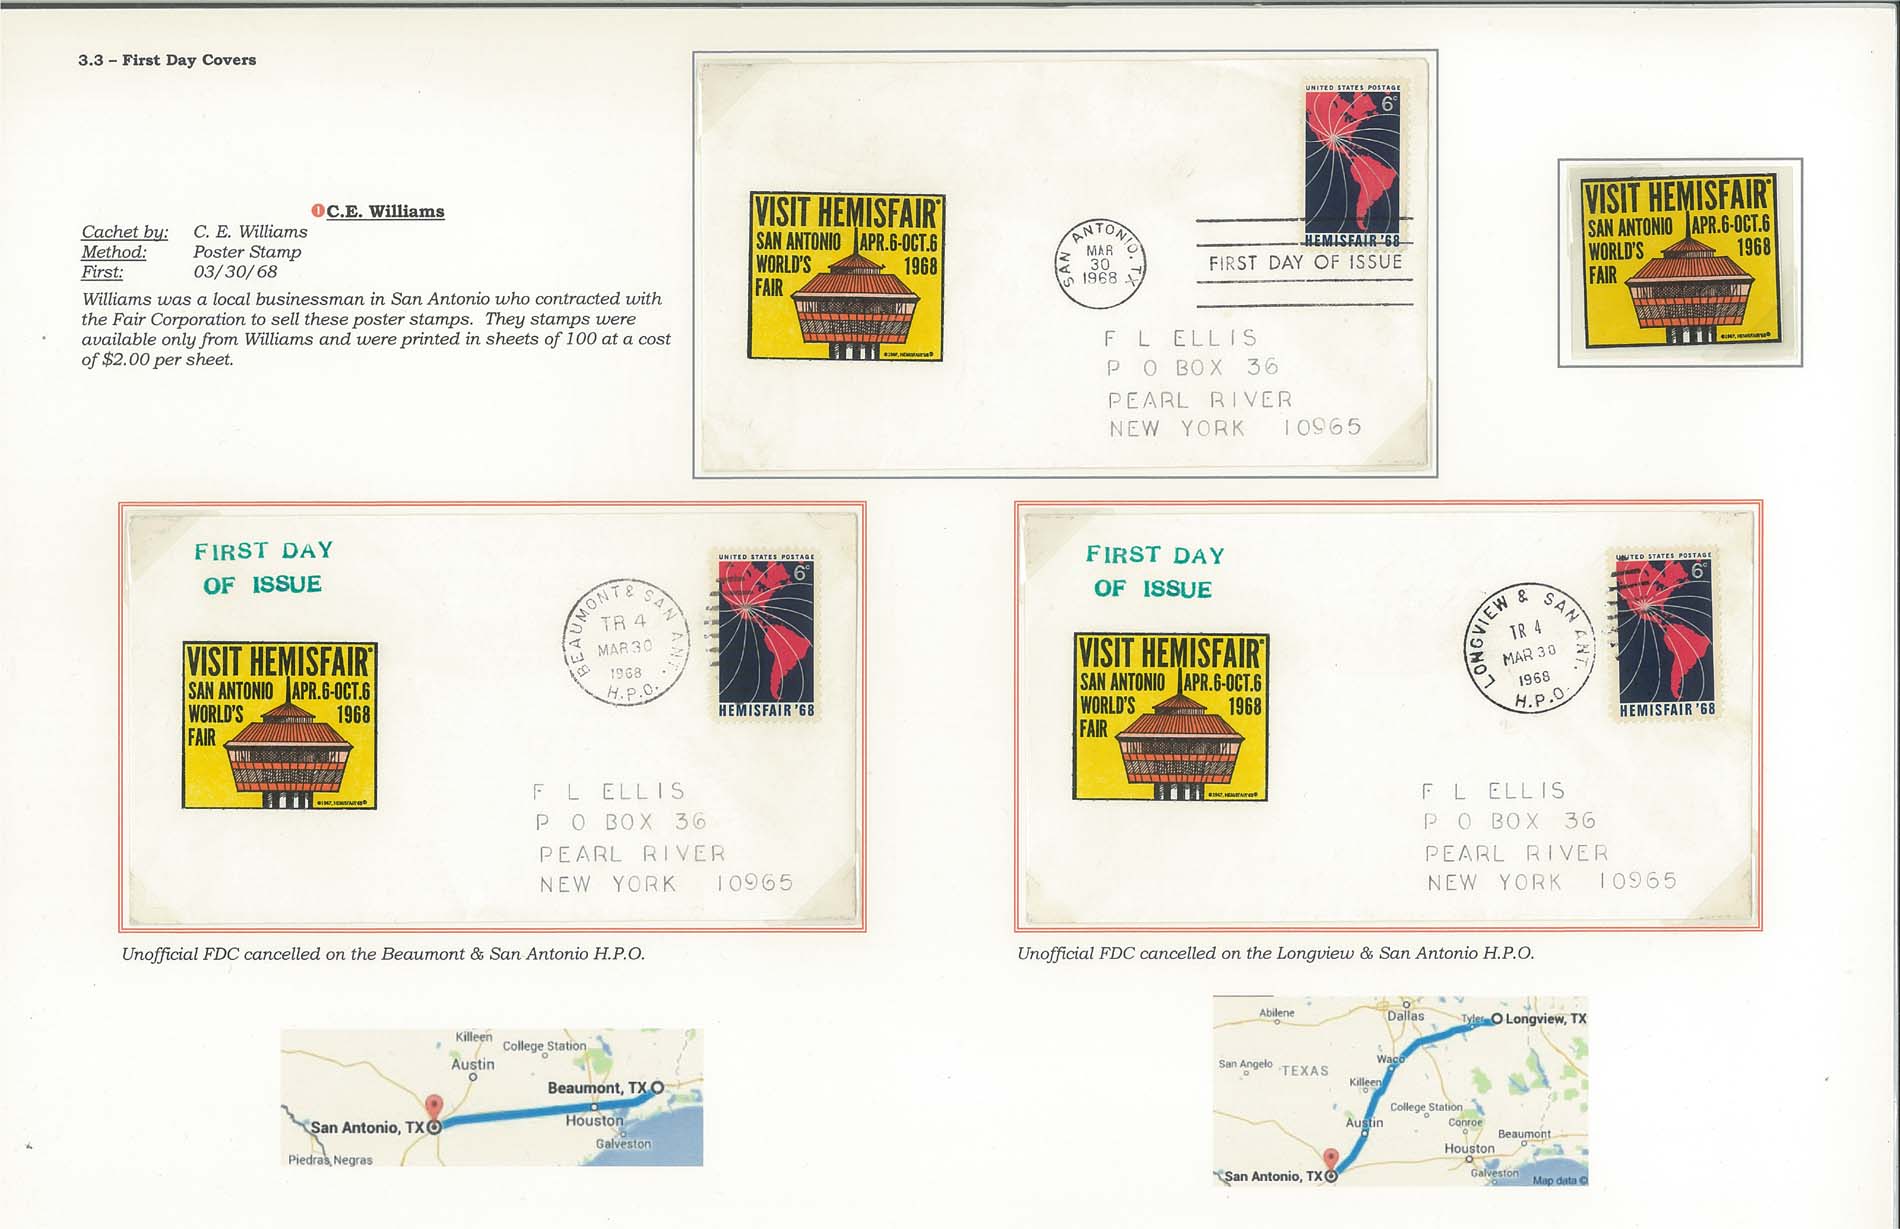 3.3 – First Day Covers
❶C.E. Williams
Cachet by: C. E. Williams
Method: Poster Stamp
First: 03/30/68
Williams was a local businessman in San Antonio who contracted with
the Fair Corporation to sell these poster stamps. They stamps were
available only from Williams and were printed in sheets of 100 at a cost
of $2.00 per sheet.
VISIT HEMISFAIR
SAN ANTONIO APR.6-OCT.6
WORLD'S 1968
FAIR
©1967, HEMISFAIR'68
SAN ANTONIO, TX
MAR
30
1968
UNITED STATES POSTAGE
6c
HEMISFAIR '68
FIRST DAY OF ISSUE
F L ELLIS
P O BOX 36
PEARL RIVER
NEW YORK 10965
VISIT HEMISFAIR
SAN ANTONIO APR.6-OCT.6
WORLD'S 1968
FAIR
©1967, HEMISFAIR'68
FIRST DAY
OF ISSUE
VISIT HEMISFAIR
SAN ANTONIO APR.6-OCT.6
WORLD'S 1968
FAIR
©1967, HEMISFAIR'68
BEAUMONT & SAN ANT.
TR 4
MAR 30
1968
H.P.O.
UNITED STATES POSTAGE
6c
HEMISFAIR '68
F L ELLIS
P O BOX 36
PEARL RIVER
NEW YORK 10965
Unofficial FDC cancelled on the Beaumont & San Antonio H.P.O.
FIRST DAY
OF ISSUE
VISIT HEMISFAIR
SAN ANTONIO APR.6-OCT.6
WORLD'S 1968
FAIR
©1967, HEMISFAIR'68
LONGVIEW & SAN ANT.
TR 4
MAR 30
1968
H.P.O.
UNITED STATES POSTAGE
6c
HEMISFAIR '68
F L ELLIS
P O BOX 36
PEARL RIVER
NEW YORK 10965
Unofficial FDC cancelled on the Longview & San Antonio H.P.O.
Killeen
College Station
Austin
Beaumont, TX
Houston
San Antonio, TX
Galveston
Piedras Negras
Abilene
Dallas
Tyler
Longview, TX
Waco
San Angelo
TEXAS
Killeen
College Station
Austin
Conroe
Beaumont
Houston
San Antonio, TX
Galveston
Map data ©